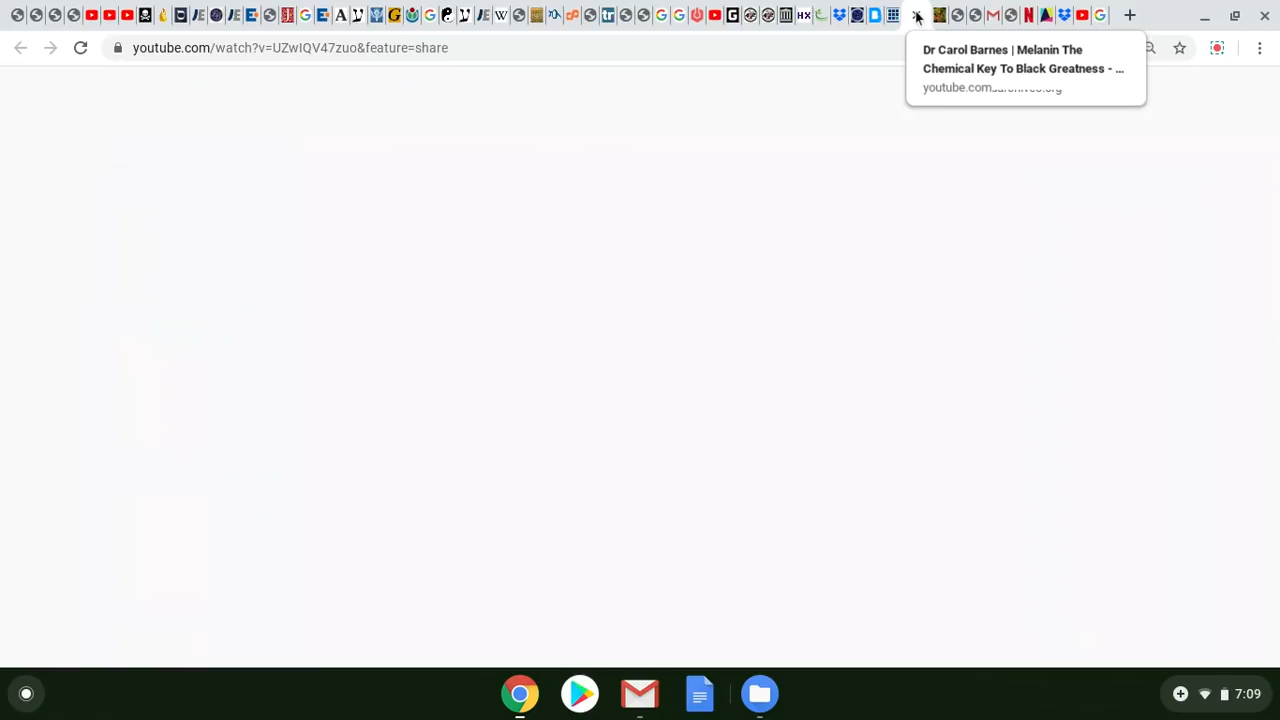 youtube.com/watch?v=UZwIQV47zuo&feature=share
Dr Carol Barnes | Melanin The
Chemical Key To Black Greatness - ...
youtube.com
7:09